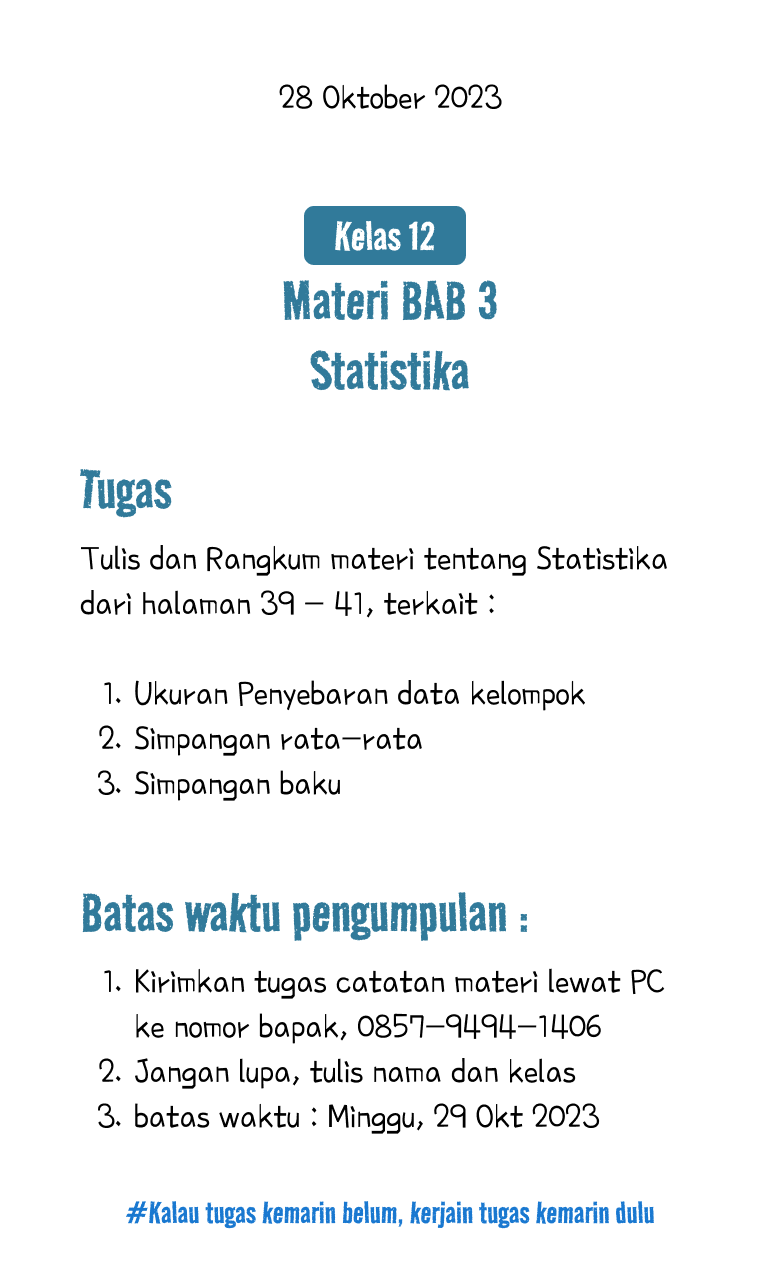 28 Oktober 2023
Kelas 12
Materi BAB 3
Statistika
Tugas
Tulis dan Rangkum materi tentang Statistika
dari halaman 39 – 41, terkait :
1. Ukuran Penyebaran data kelompok
2. Simpangan rata-rata
3. Simpangan baku
Batas waktu pengumpulan :
1. Kirimkan tugas catatan materi lewat PC
ke nomor bapak, 0857-9494-1406
2. Jangan lupa, tulis nama dan kelas
3. batas waktu : Minggu, 29 Okt 2023
#Kalau tugas kemarin belum, kerjain tugas kemarin dulu